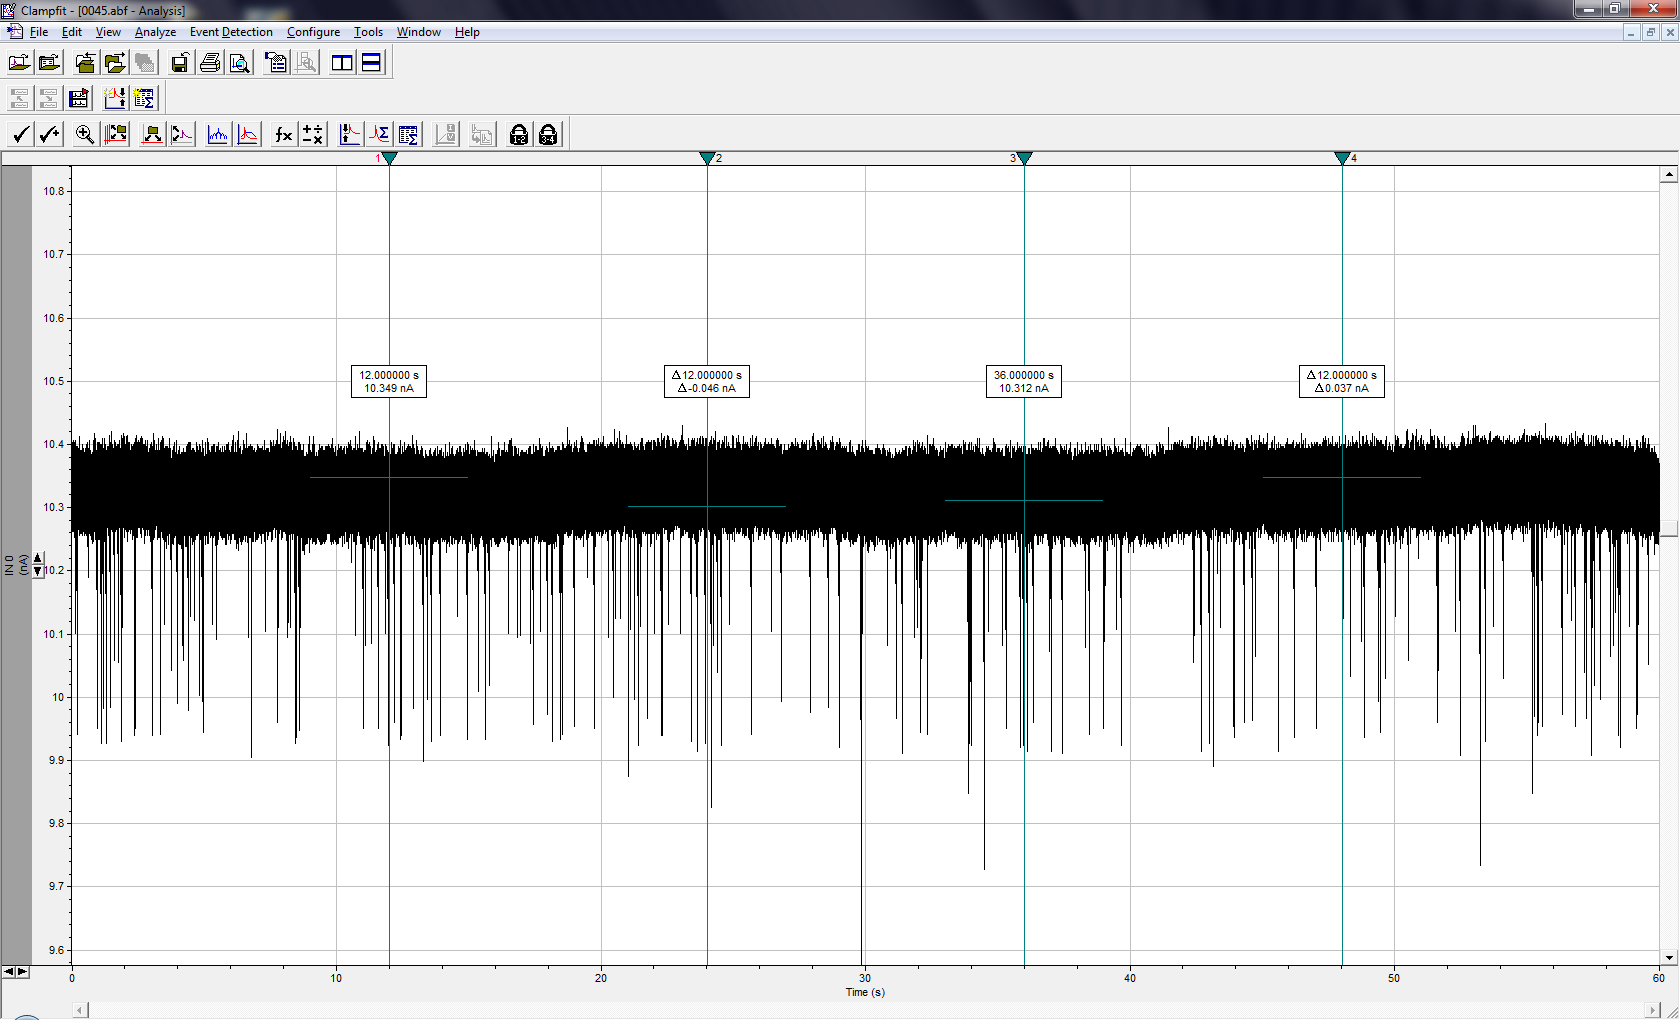 Clampfit - [0045.abf - Analysis]
File Edit View Analyze Event Detection Configure Tools Window Help
1 2 3 4
10.8
10.7
10.6
10.5
10.4
10.3
10.2
10.1
10
9.9
9.8
9.7
9.6
IN 0
(nA)
12.000000 s
10.349 nA
Δ12.000000 s
Δ-0.046 nA
36.000000 s
10.312 nA
Δ12.000000 s
Δ0.037 nA
0 10 20 30 40 50 60
Time (s)